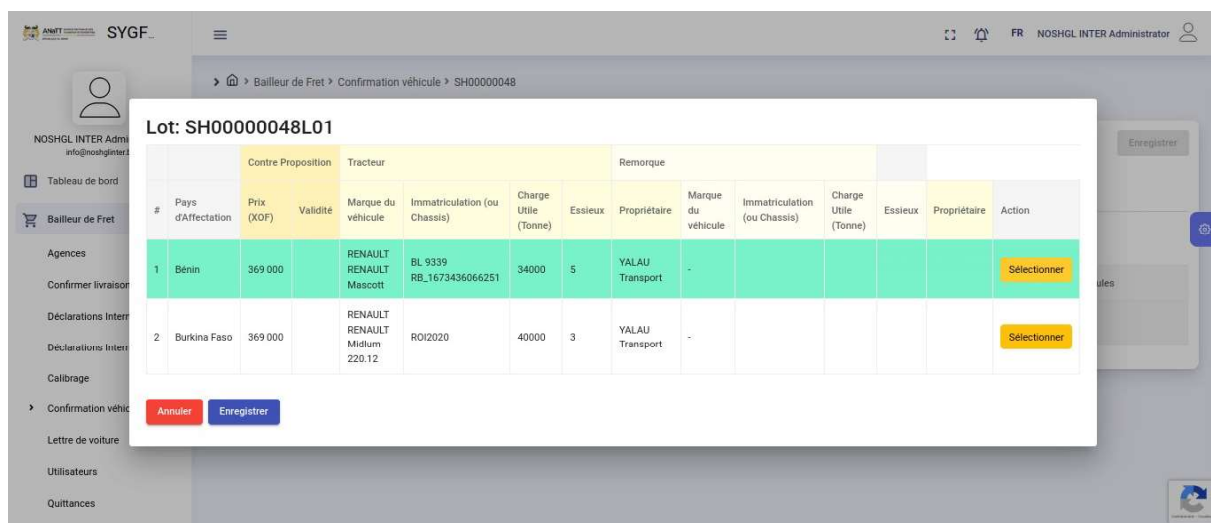 ANaTT
SYGF...
FR NOSHGL INTER Administrator
Bailleur de Fret > Confirmation véhicule > SH00000048
NOSHGL INTER Admi
info@noshglinter.
Tableau de bord
Bailleur de Fret
Agences
Confirmer livraison
Déclarations Intern
Déclarations Intern
Calibrage
Confirmation véhic
Lettre de voiture
Utilisateurs
Quittances
Enregistrer
ules
Lot: SH00000048L01
Contre Proposition Tracteur Remorque
# Pays d'Affectation Prix (XOF) Validité Marque du véhicule Immatriculation (ou Chassis) Charge Utile (Tonne) Essieux Propriétaire Marque du véhicule Immatriculation (ou Chassis) Charge Utile (Tonne) Essieux Propriétaire Action
1 Bénin 369 000 RENAULT RENAULT Mascott BL 9339 RB_1673436066251 34000 5 YALAU Transport - Sélectionner
2 Burkina Faso 369 000 RENAULT RENAULT Midlum 220.12 ROI2020 40000 3 YALAU Transport - Sélectionner
Annuler Enregistrer